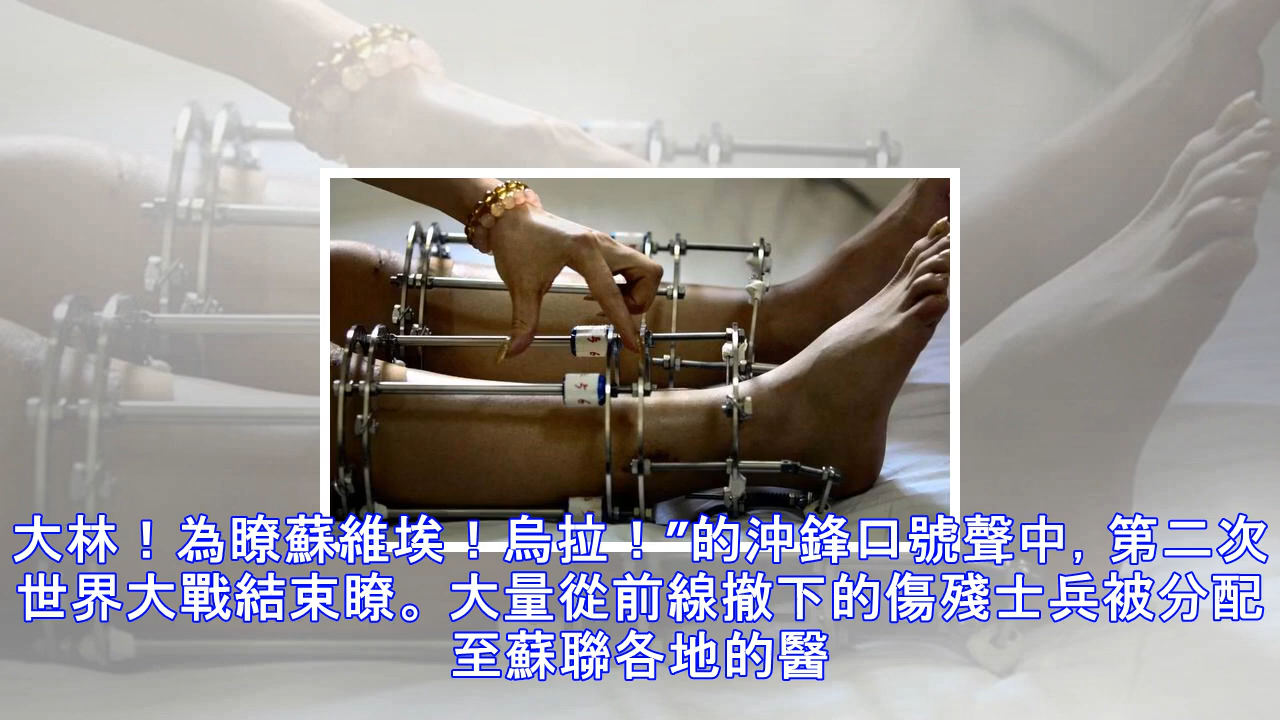 大林！為瞭蘇維埃！烏拉！”的沖鋒口號聲中, 第二次
世界大戰結束瞭。大量從前線撤下的傷殘士兵被分配
至蘇聯各地的醫